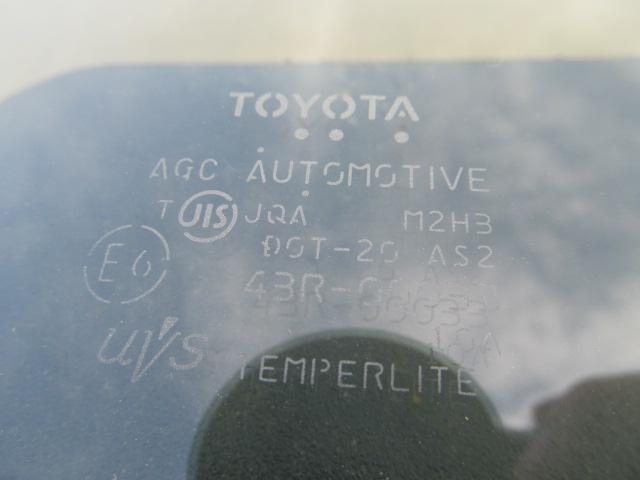 TOYOTA
AGC AUTOMOTIVE
T JIS JQA M2H3
DOT-20 AS2
E6 43R-
UVS TEMPERLITE